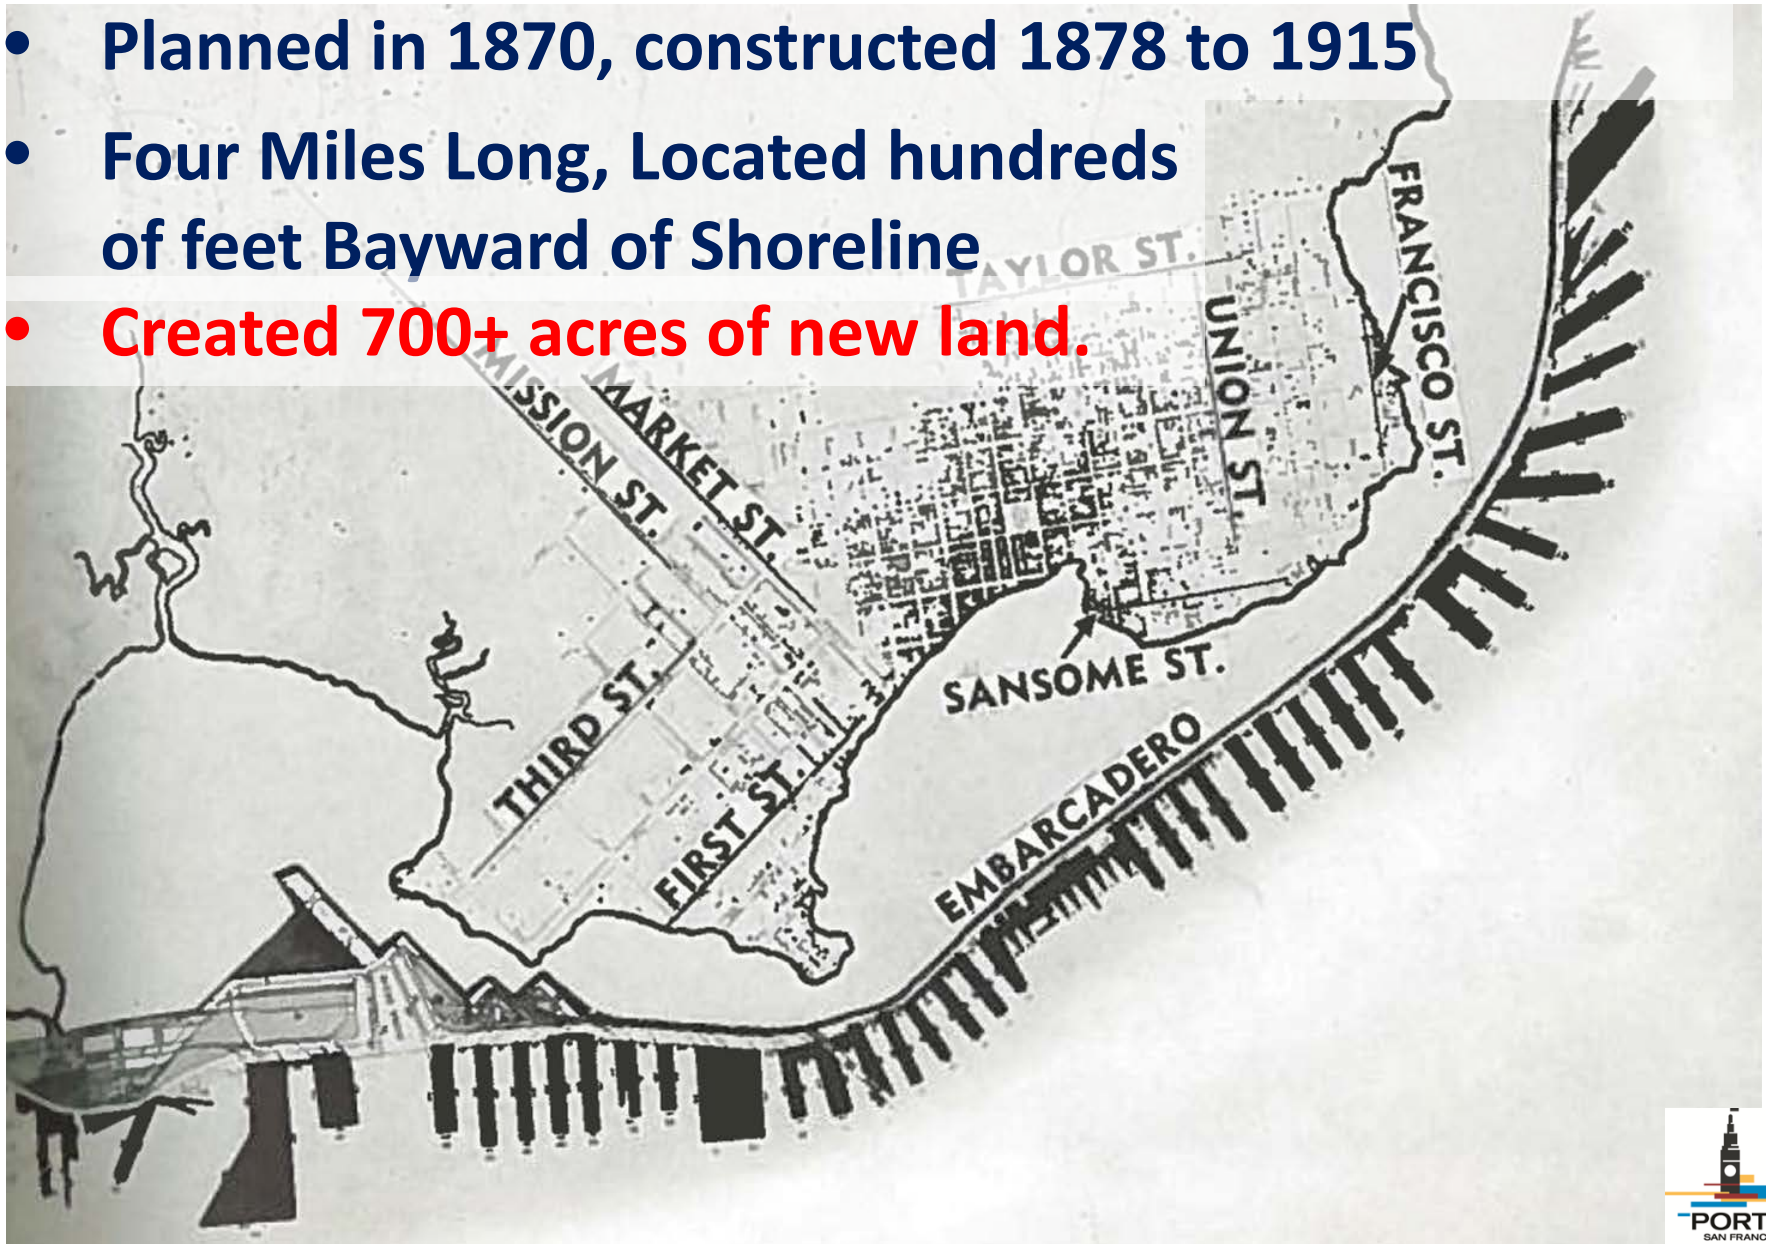 • Planned in 1870, constructed 1878 to 1915
• Four Miles Long, Located hundreds
of feet Bayward of Shoreline
• Created 700+ acres of new land.
TAYLOR ST.
FRANCISCO ST.
UNION ST.
MISSION ST.
MARKET ST.
SANSOME ST.
THIRD ST.
FIRST ST.
EMBARCADERO
PORT
SAN FRANC